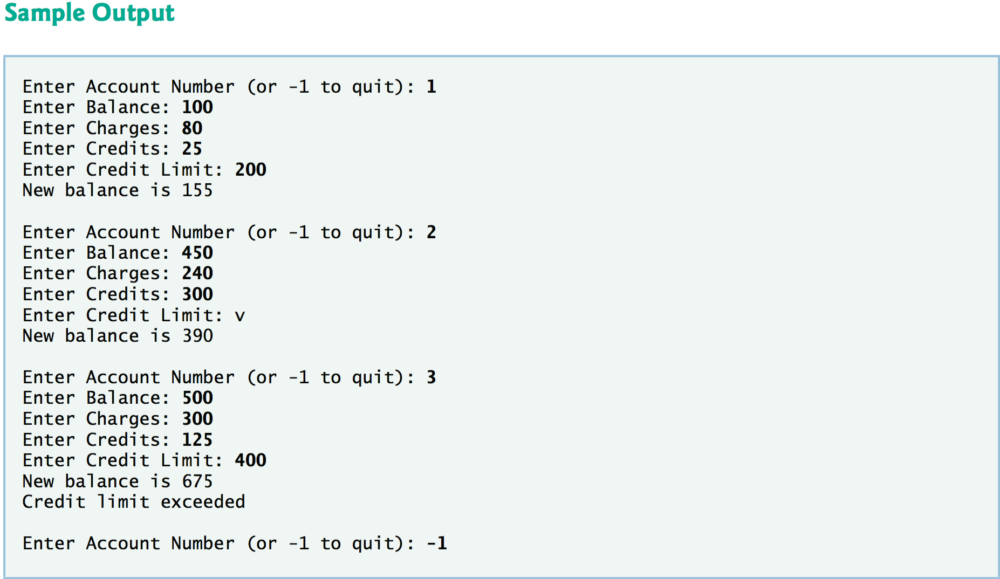 Sample Output
Enter Account Number (or -1 to quit): 1
Enter Balance: 100
Enter Charges: 80
Enter Credits: 25
Enter Credit Limit: 200
New balance is 155
Enter Account Number (or -1 to quit): 2
Enter Balance: 450
Enter Charges: 240
Enter Credits: 300
Enter Credit Limit: v
New balance is 390
Enter Account Number (or -1 to quit): 3
Enter Balance: 500
Enter Charges: 300
Enter Credits: 125
Enter Credit Limit: 400
New balance is 675
Credit limit exceeded
Enter Account Number (or -1 to quit): -1